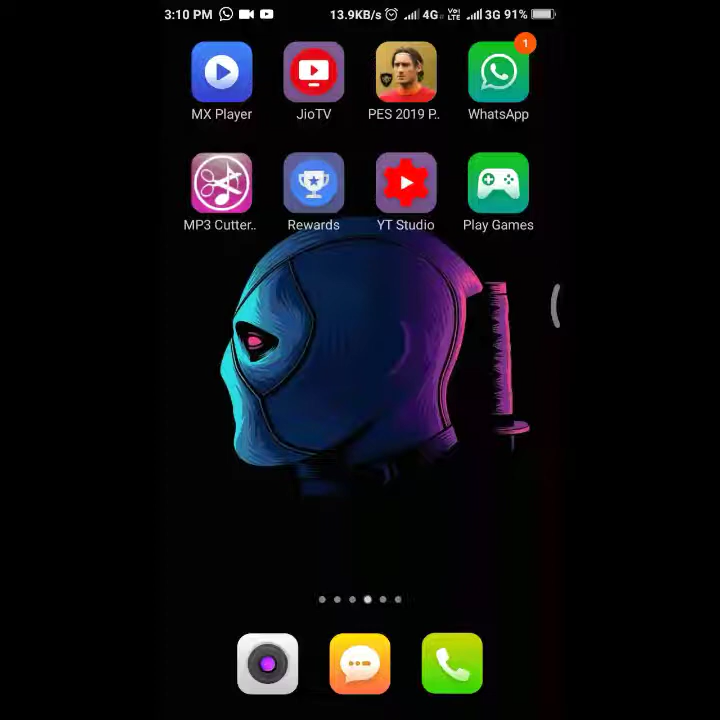 3:10 PM 13.9KB/s 4G VoLTE 3G 91%
1
MX Player JioTV PES 2019 P.. WhatsApp
MP3 Cutter.. Rewards YT Studio Play Games